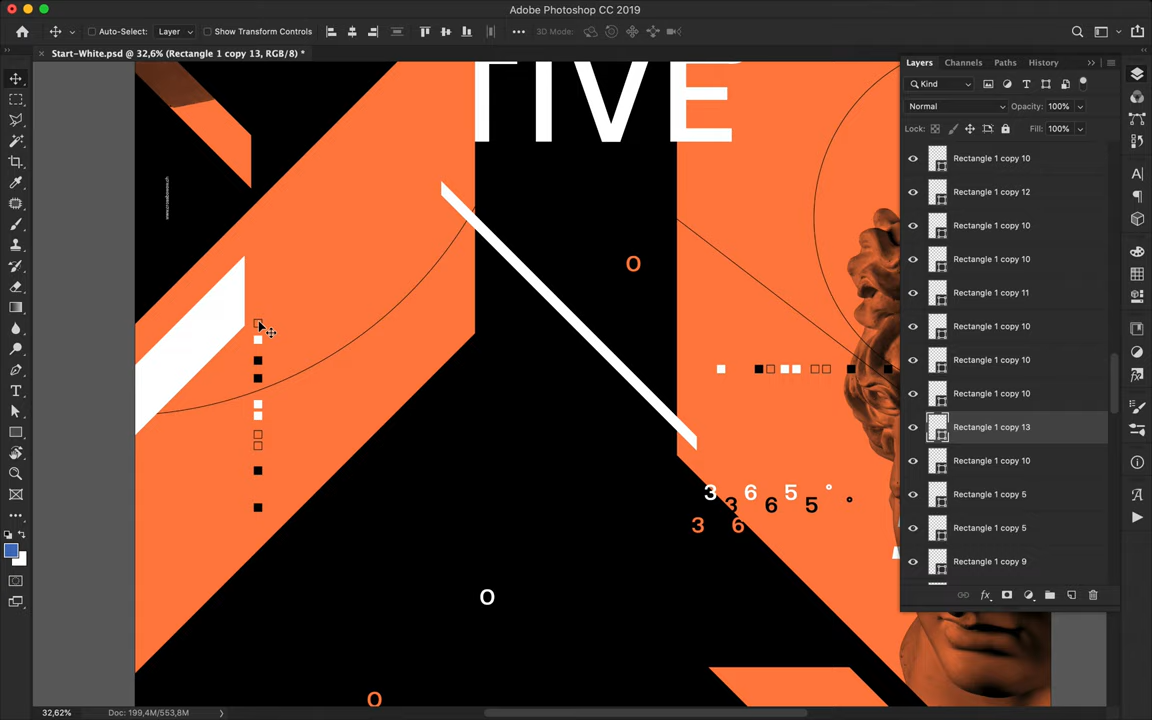 Adobe Photoshop CC 2019
Auto-Select:
Layer
Show Transform Controls
3D Mode:
Start-White.psd @ 32,6% (Rectangle 1 copy 13, RGB/8) *
TIVE
O
3 6 5 °
3 6 5 °
3 6
O
O
Layers
Channels
Paths
History
Kind
Normal
Opacity: 100%
Lock:
Fill: 100%
Rectangle 1 copy 10
Rectangle 1 copy 12
Rectangle 1 copy 10
Rectangle 1 copy 10
Rectangle 1 copy 11
Rectangle 1 copy 10
Rectangle 1 copy 10
Rectangle 1 copy 10
Rectangle 1 copy 13
Rectangle 1 copy 10
Rectangle 1 copy 5
Rectangle 1 copy 5
Rectangle 1 copy 9
fx
32,62%
Doc: 199,4M/553,8M